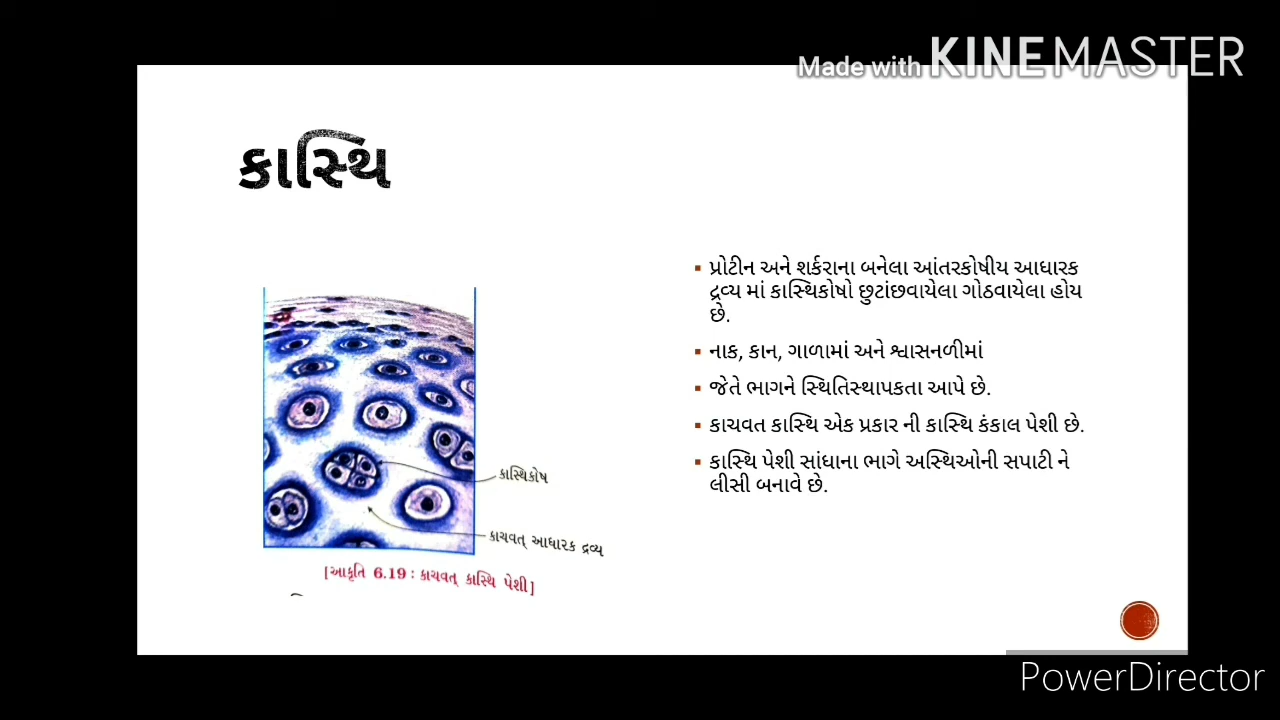 Made with KINEMASTER
કાસ્થિ
પ્રોટીન અને શર્કરાના બનેલા આંતરકોષીય આધારક
દ્રવ્ય માં કાસ્થિકોષો છુટાંછવાયેલા ગોઠવાયેલા હોય
છે.
નાક, કાન, ગાળામાં અને શ્વાસનળીમાં
જેતે ભાગને સ્થિતિસ્થાપકતા આપે છે.
કાચવત કાસ્થિ એક પ્રકાર ની કાસ્થિ કંકાલ પેશી છે.
કાસ્થિ પેશી સાંધાના ભાગે અસ્થિઓની સપાટી ને
લીસી બનાવે છે.
કાસ્થિકોષ
કાચવત્ આધારક દ્રવ્ય
[આકૃતિ 6.19 : કાચવત્ કાસ્થિ પેશી]
PowerDirector